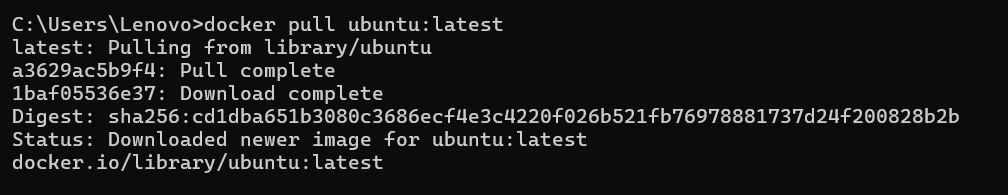 C:\Users\Lenovo>docker pull ubuntu:latest
latest: Pulling from library/ubuntu
a3629ac5b9f4: Pull complete
1baf05536e37: Download complete
Digest: sha256:cd1dba651b3080c3686ecf4e3c4220f026b521fb76978881737d24f200828b2b
Status: Downloaded newer image for ubuntu:latest
docker.io/library/ubuntu:latest